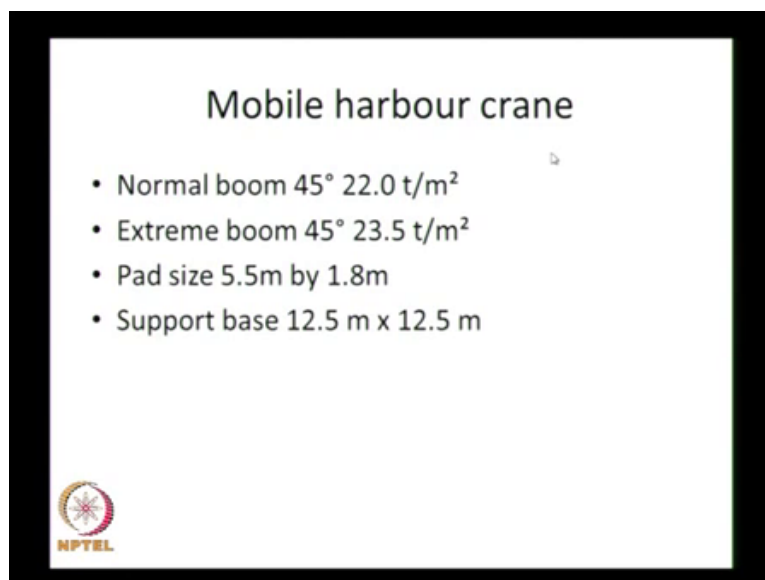 Mobile harbour crane
• Normal boom 45° 22.0 t/m²
• Extreme boom 45° 23.5 t/m²
• Pad size 5.5m by 1.8m
• Support base 12.5 m x 12.5 m
NPTEL